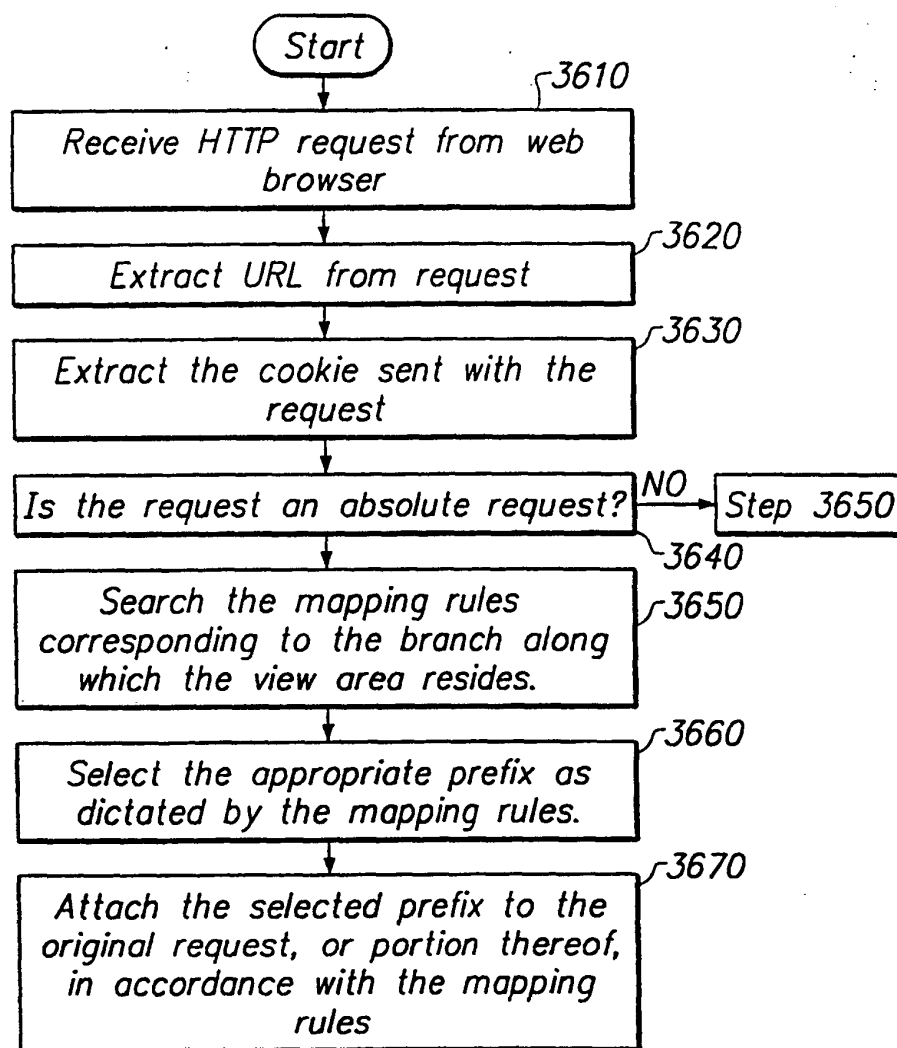 Start
3610
Receive HTTP request from web
browser
3620
Extract URL from request
3630
Extract the cookie sent with the
request
Is the request an absolute request?
NO
Step 3650
3640
Search the mapping rules
corresponding to the branch along
which the view area resides.
3650
3660
Select the appropriate prefix as
dictated by the mapping rules.
3670
Attach the selected prefix to the
original request, or portion thereof,
in accordance with the mapping
rules